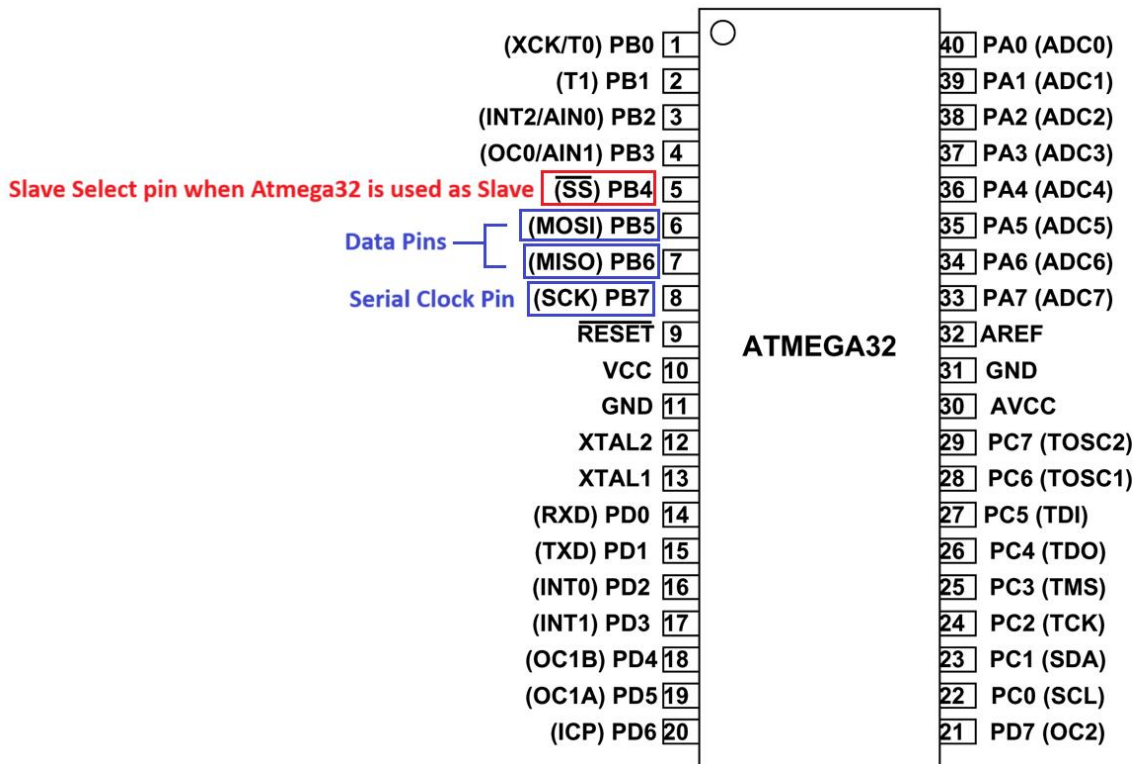 (XCK/T0) PB0 1
40 PA0 (ADC0)
(T1) PB1 2
39 PA1 (ADC1)
(INT2/AIN0) PB2 3
38 PA2 (ADC2)
(OC0/AIN1) PB3 4
37 PA3 (ADC3)
Slave Select pin when Atmega32 is used as Slave (SS) PB4 5
36 PA4 (ADC4)
(MOSI) PB5 6
35 PA5 (ADC5)
Data Pins
(MISO) PB6 7
34 PA6 (ADC6)
Serial Clock Pin (SCK) PB7 8
33 PA7 (ADC7)
RESET 9
32 AREF
ATMEGA32
VCC 10
31 GND
GND 11
30 AVCC
XTAL2 12
29 PC7 (TOSC2)
XTAL1 13
28 PC6 (TOSC1)
(RXD) PD0 14
27 PC5 (TDI)
(TXD) PD1 15
26 PC4 (TDO)
(INT0) PD2 16
25 PC3 (TMS)
(INT1) PD3 17
24 PC2 (TCK)
(OC1B) PD4 18
23 PC1 (SDA)
(OC1A) PD5 19
22 PC0 (SCL)
(ICP) PD6 20
21 PD7 (OC2)